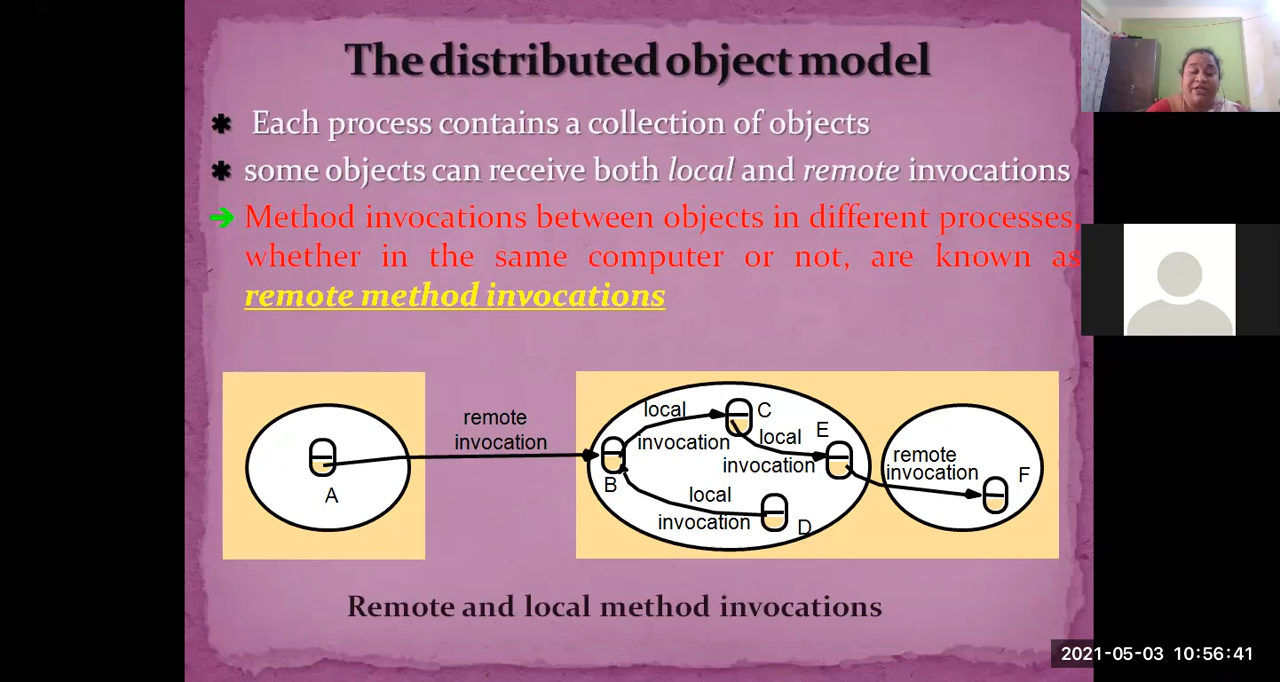 The distributed object model
✱ Each process contains a collection of objects
✱ some objects can receive both local and remote invocations
➔ Method invocations between objects in different processes,
whether in the same computer or not, are known as
remote method invocations
remote
invocation
A
B
local
invocation
C
local
invocation
E
local
invocation
D
remote
invocation
F
Remote and local method invocations
2021-05-03 10:56:41